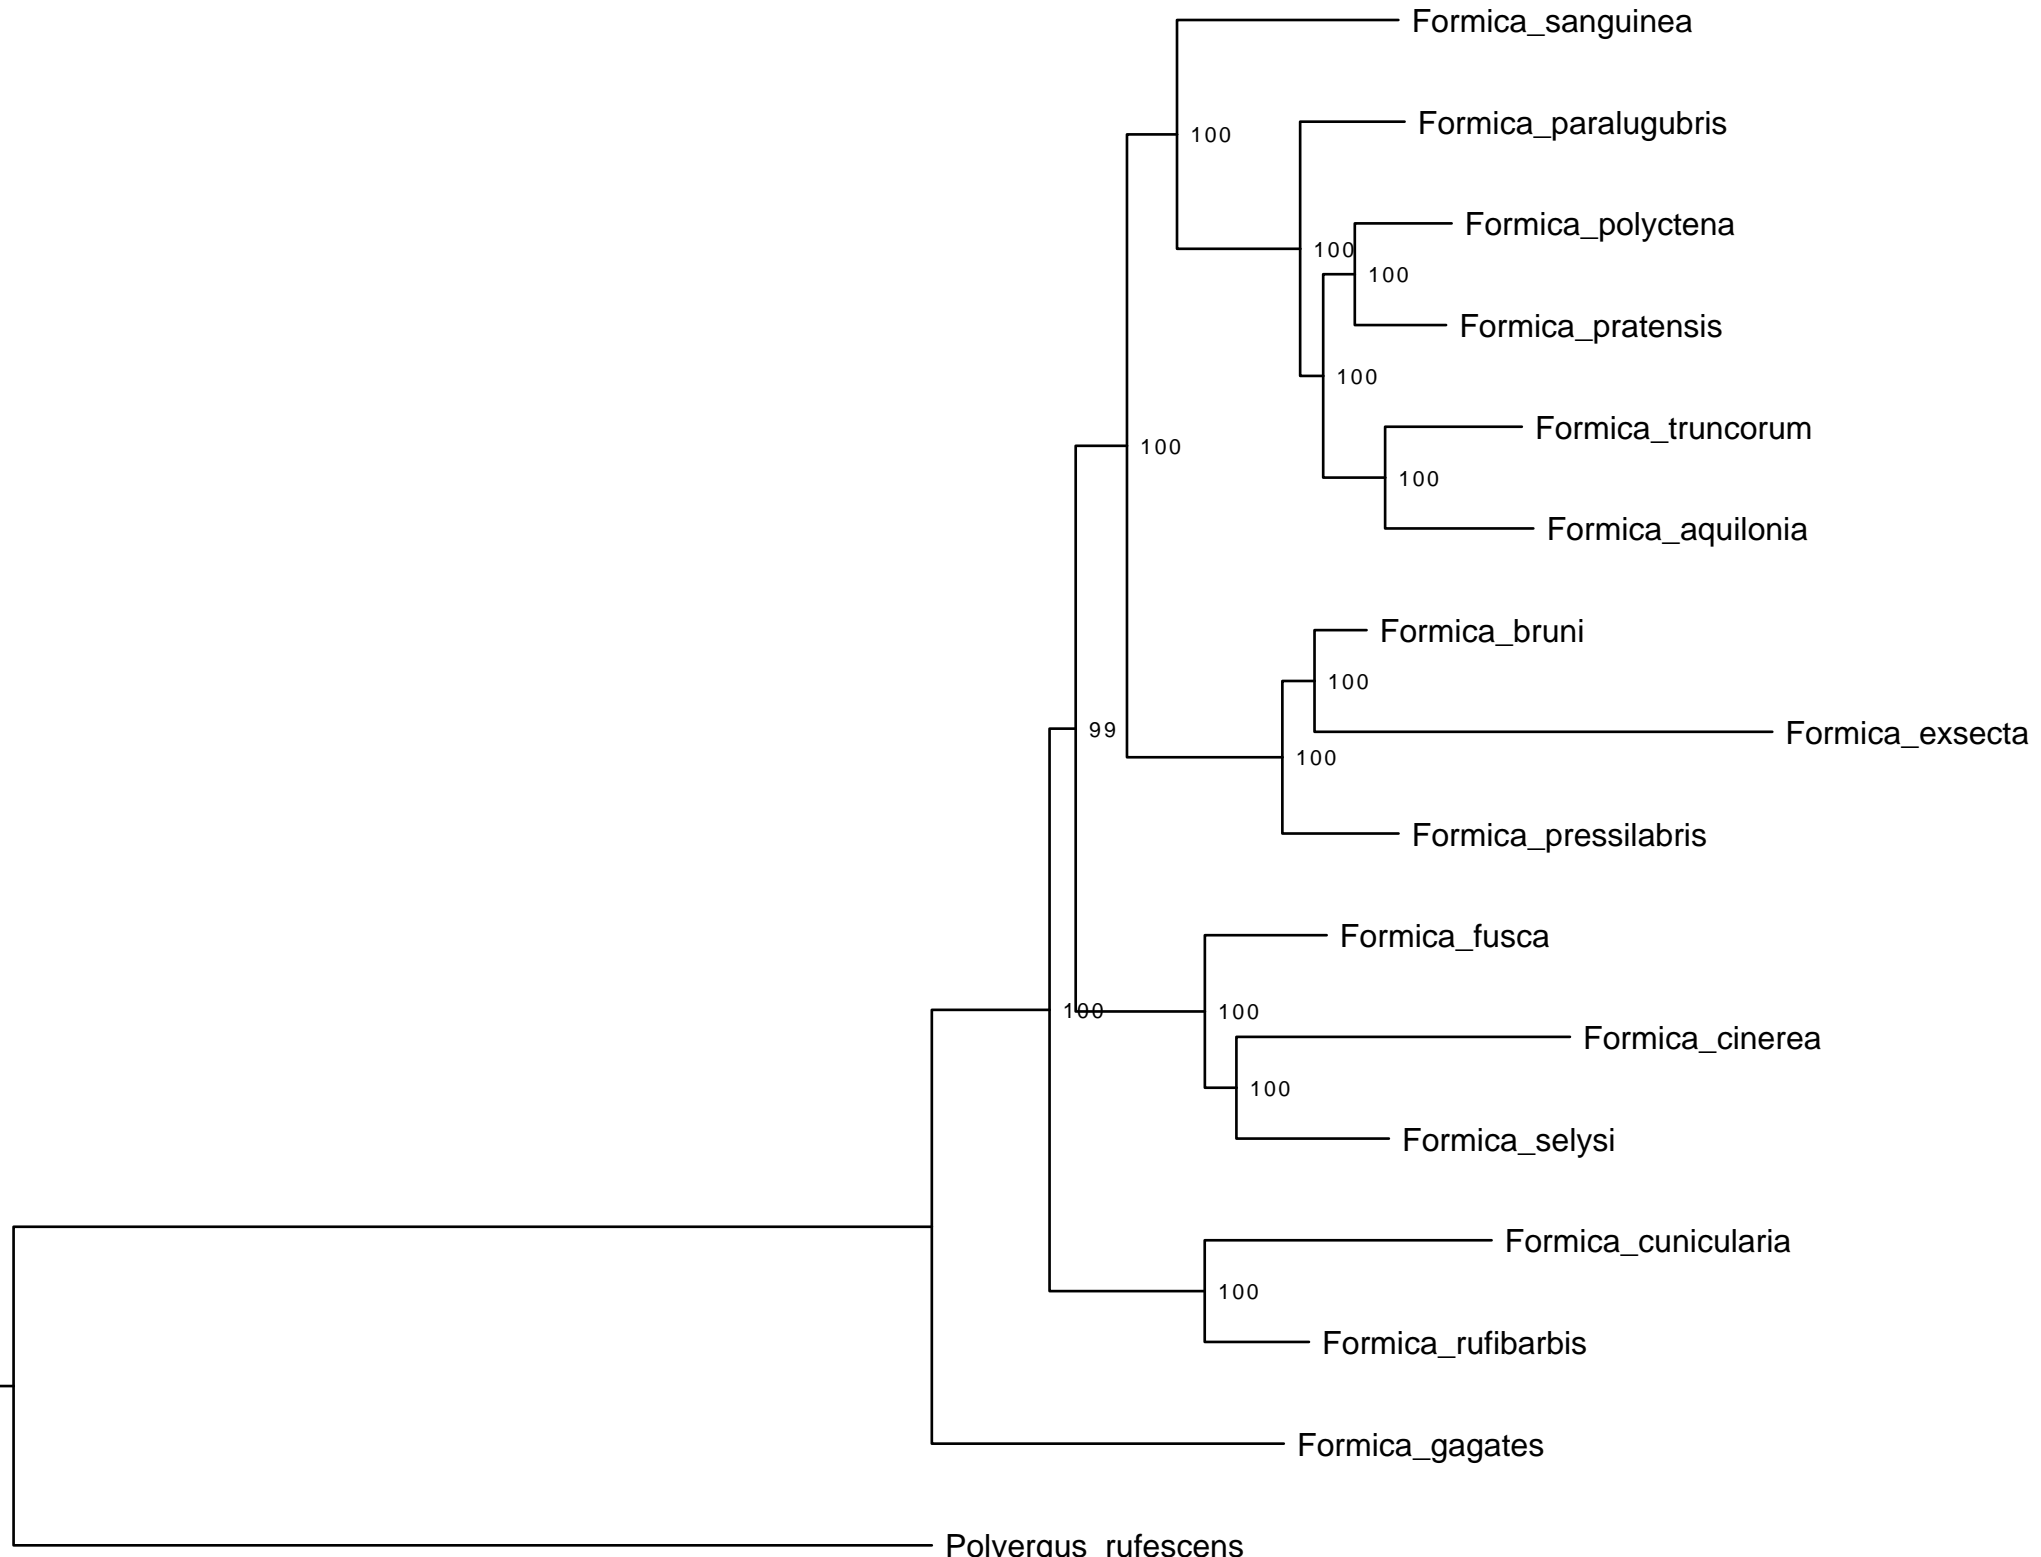 Formica_sanguinea
100
Formica_paralugubris
Formica_polyctena
100
100
Formica_pratensis
100
Formica_truncorum
100
100
Formica_aquilonia
Formica_bruni
100
99
Formica_exsecta
100
Formica_pressilabris
Formica_fusca
100
100
Formica_cinerea
100
Formica_selysi
Formica_cunicularia
100
Formica_rufibarbis
Formica_gagates
Polyergus_rufescens